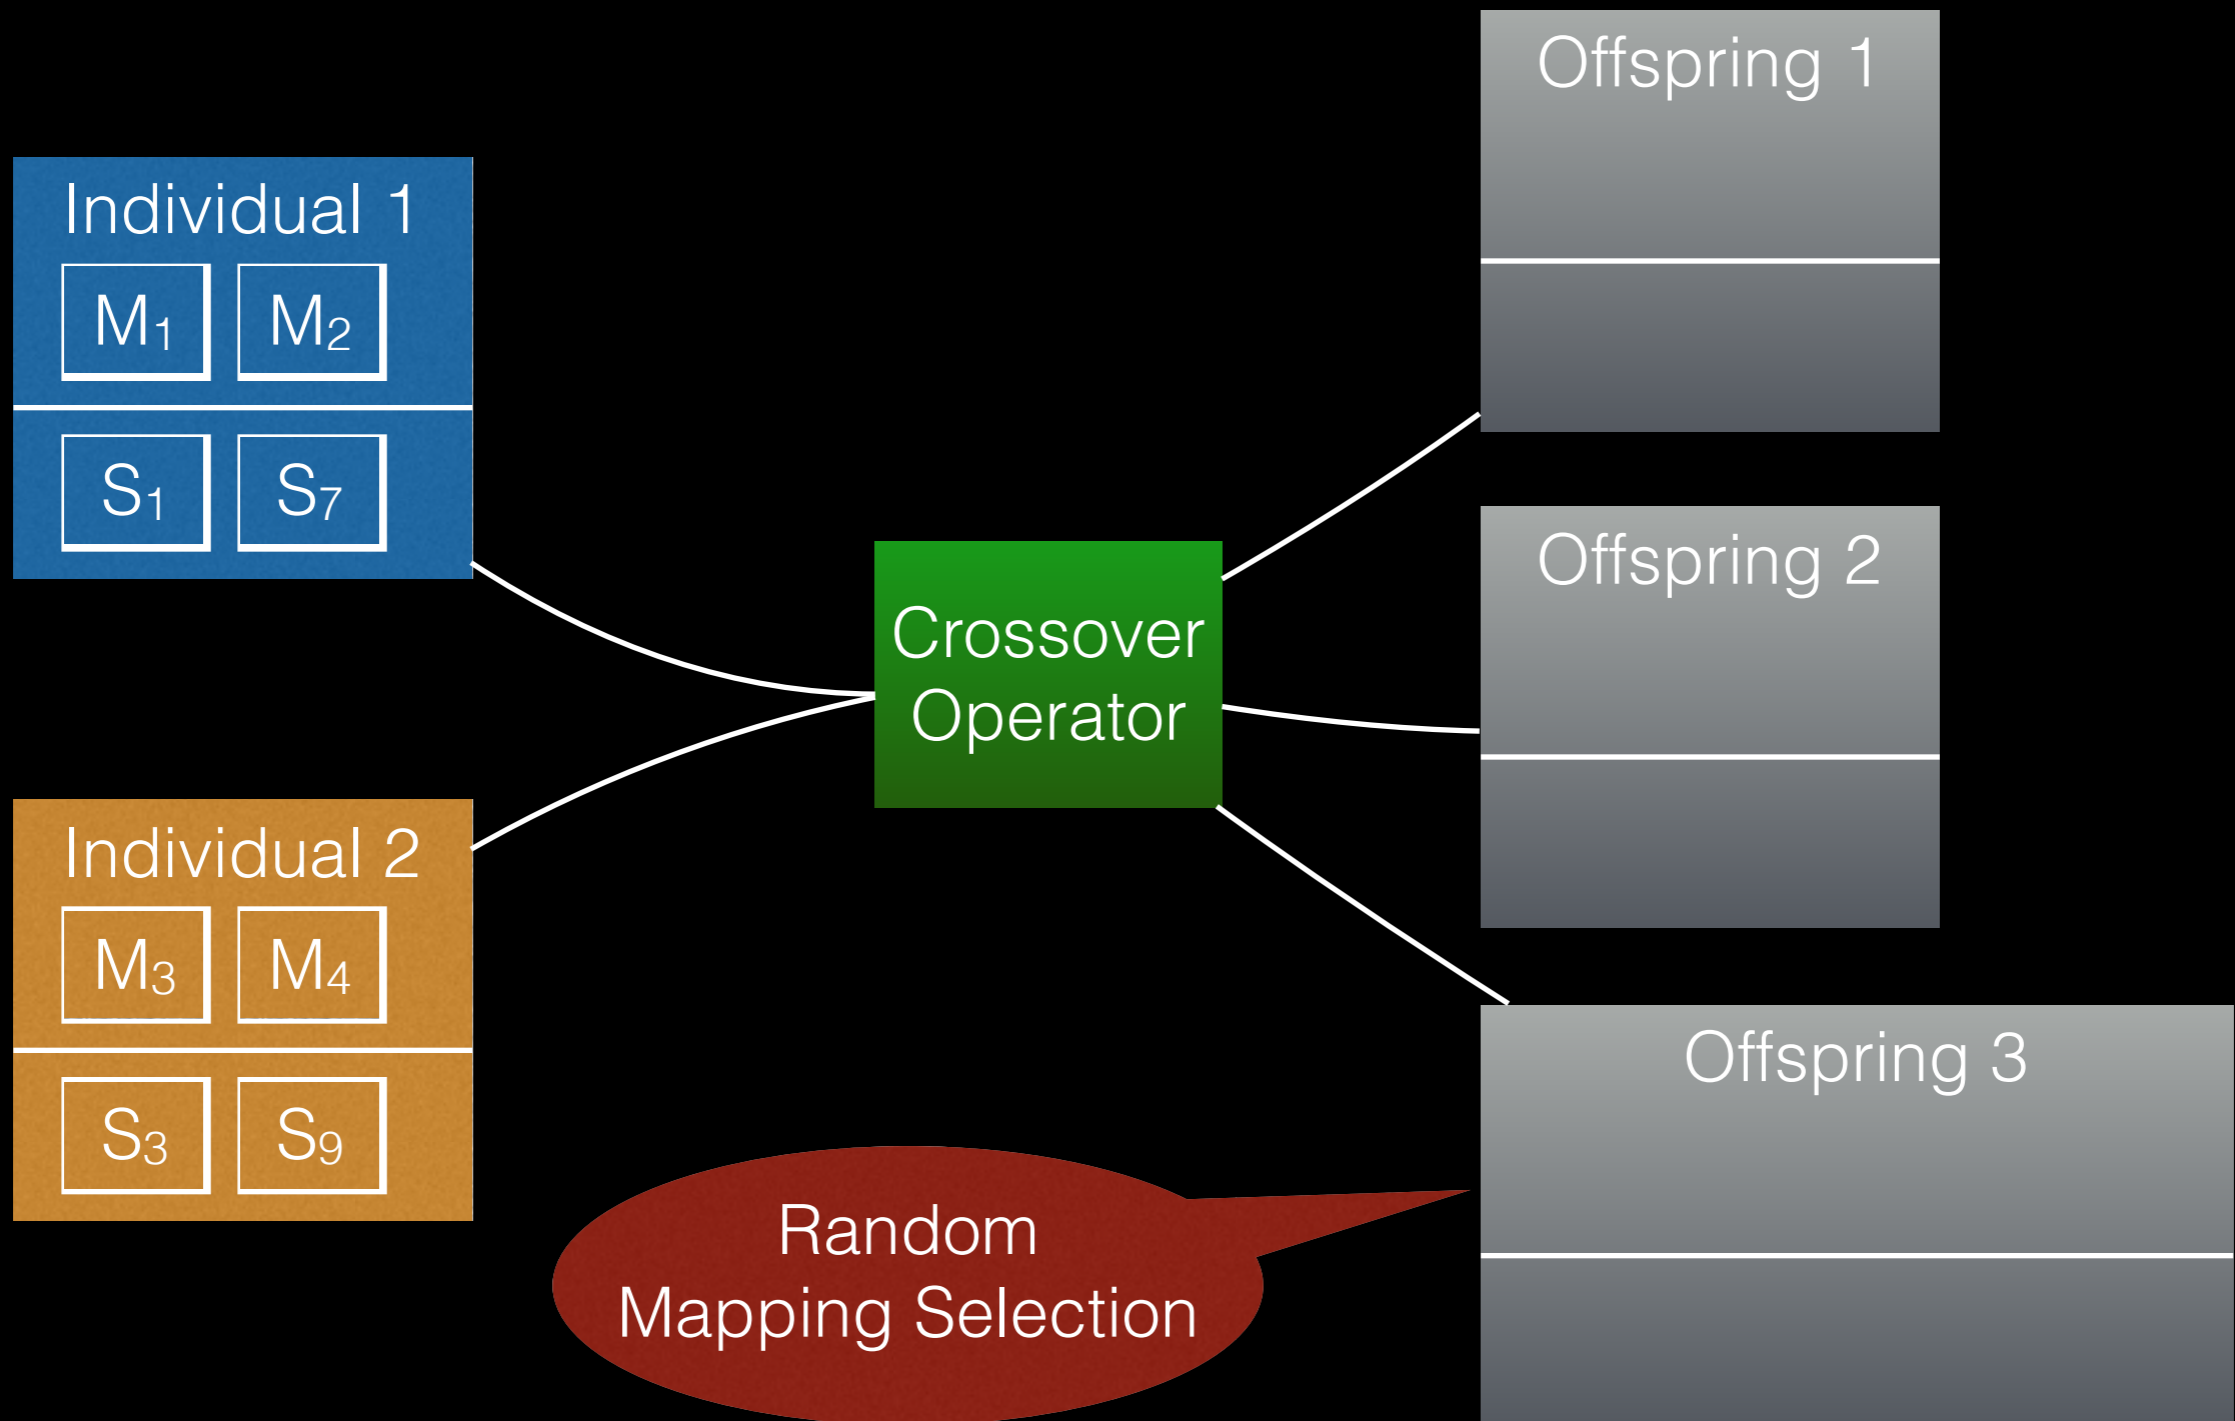 Individual 1
M₁ M₂
S₁ S₇
Individual 2
M₃ M₄
S₃ S₉
Crossover
Operator
Random
Mapping Selection
Offspring 1
Offspring 2
Offspring 3